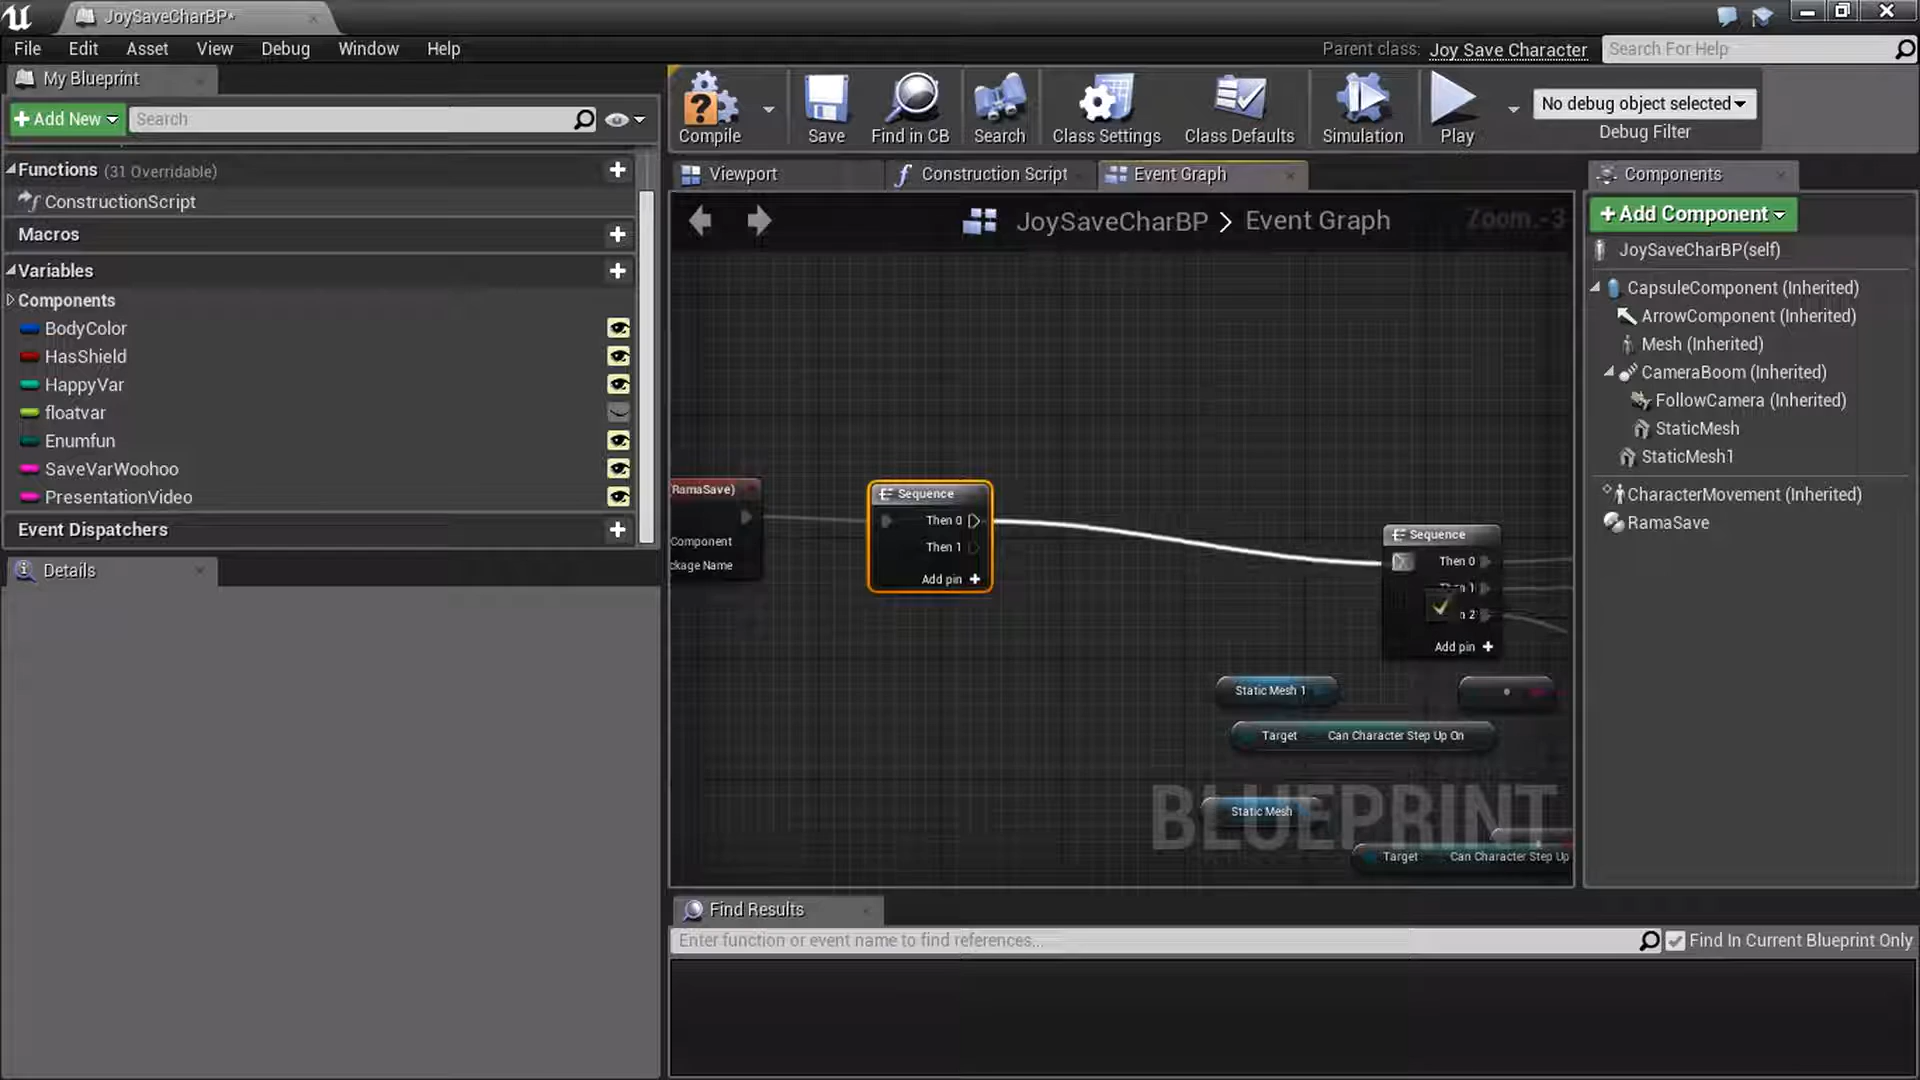 JoySaveCharBP*
File Edit Asset View Debug Window Help
Parent class: Joy Save Character
Search For Help
My Blueprint
Add New
Search
Functions (31 Overridable)
ConstructionScript
Macros
Variables
Components
BodyColor
HasShield
HappyVar
floatvar
Enumfun
SaveVarWoohoo
PresentationVideo
Event Dispatchers
Details
Compile
Save
Find in CB
Search
Class Settings
Class Defaults
Simulation
Play
No debug object selected
Debug Filter
Viewport
Construction Script
Event Graph
JoySaveCharBP > Event Graph
Zoom -3
RamaSave)
Component
ckage Name
Sequence
Then 0
Then 1
Add pin
Sequence
Then 0
n 1
n 2
Add pin
Static Mesh 1
Target Can Character Step Up On
Static Mesh
Target Can Character Step Up
BLUEPRINT
Components
Add Component
JoySaveCharBP(self)
CapsuleComponent (Inherited)
ArrowComponent (Inherited)
Mesh (Inherited)
CameraBoom (Inherited)
FollowCamera (Inherited)
StaticMesh
StaticMesh1
CharacterMovement (Inherited)
RamaSave
Find Results
Enter function or event name to find references...
Find In Current Blueprint Only